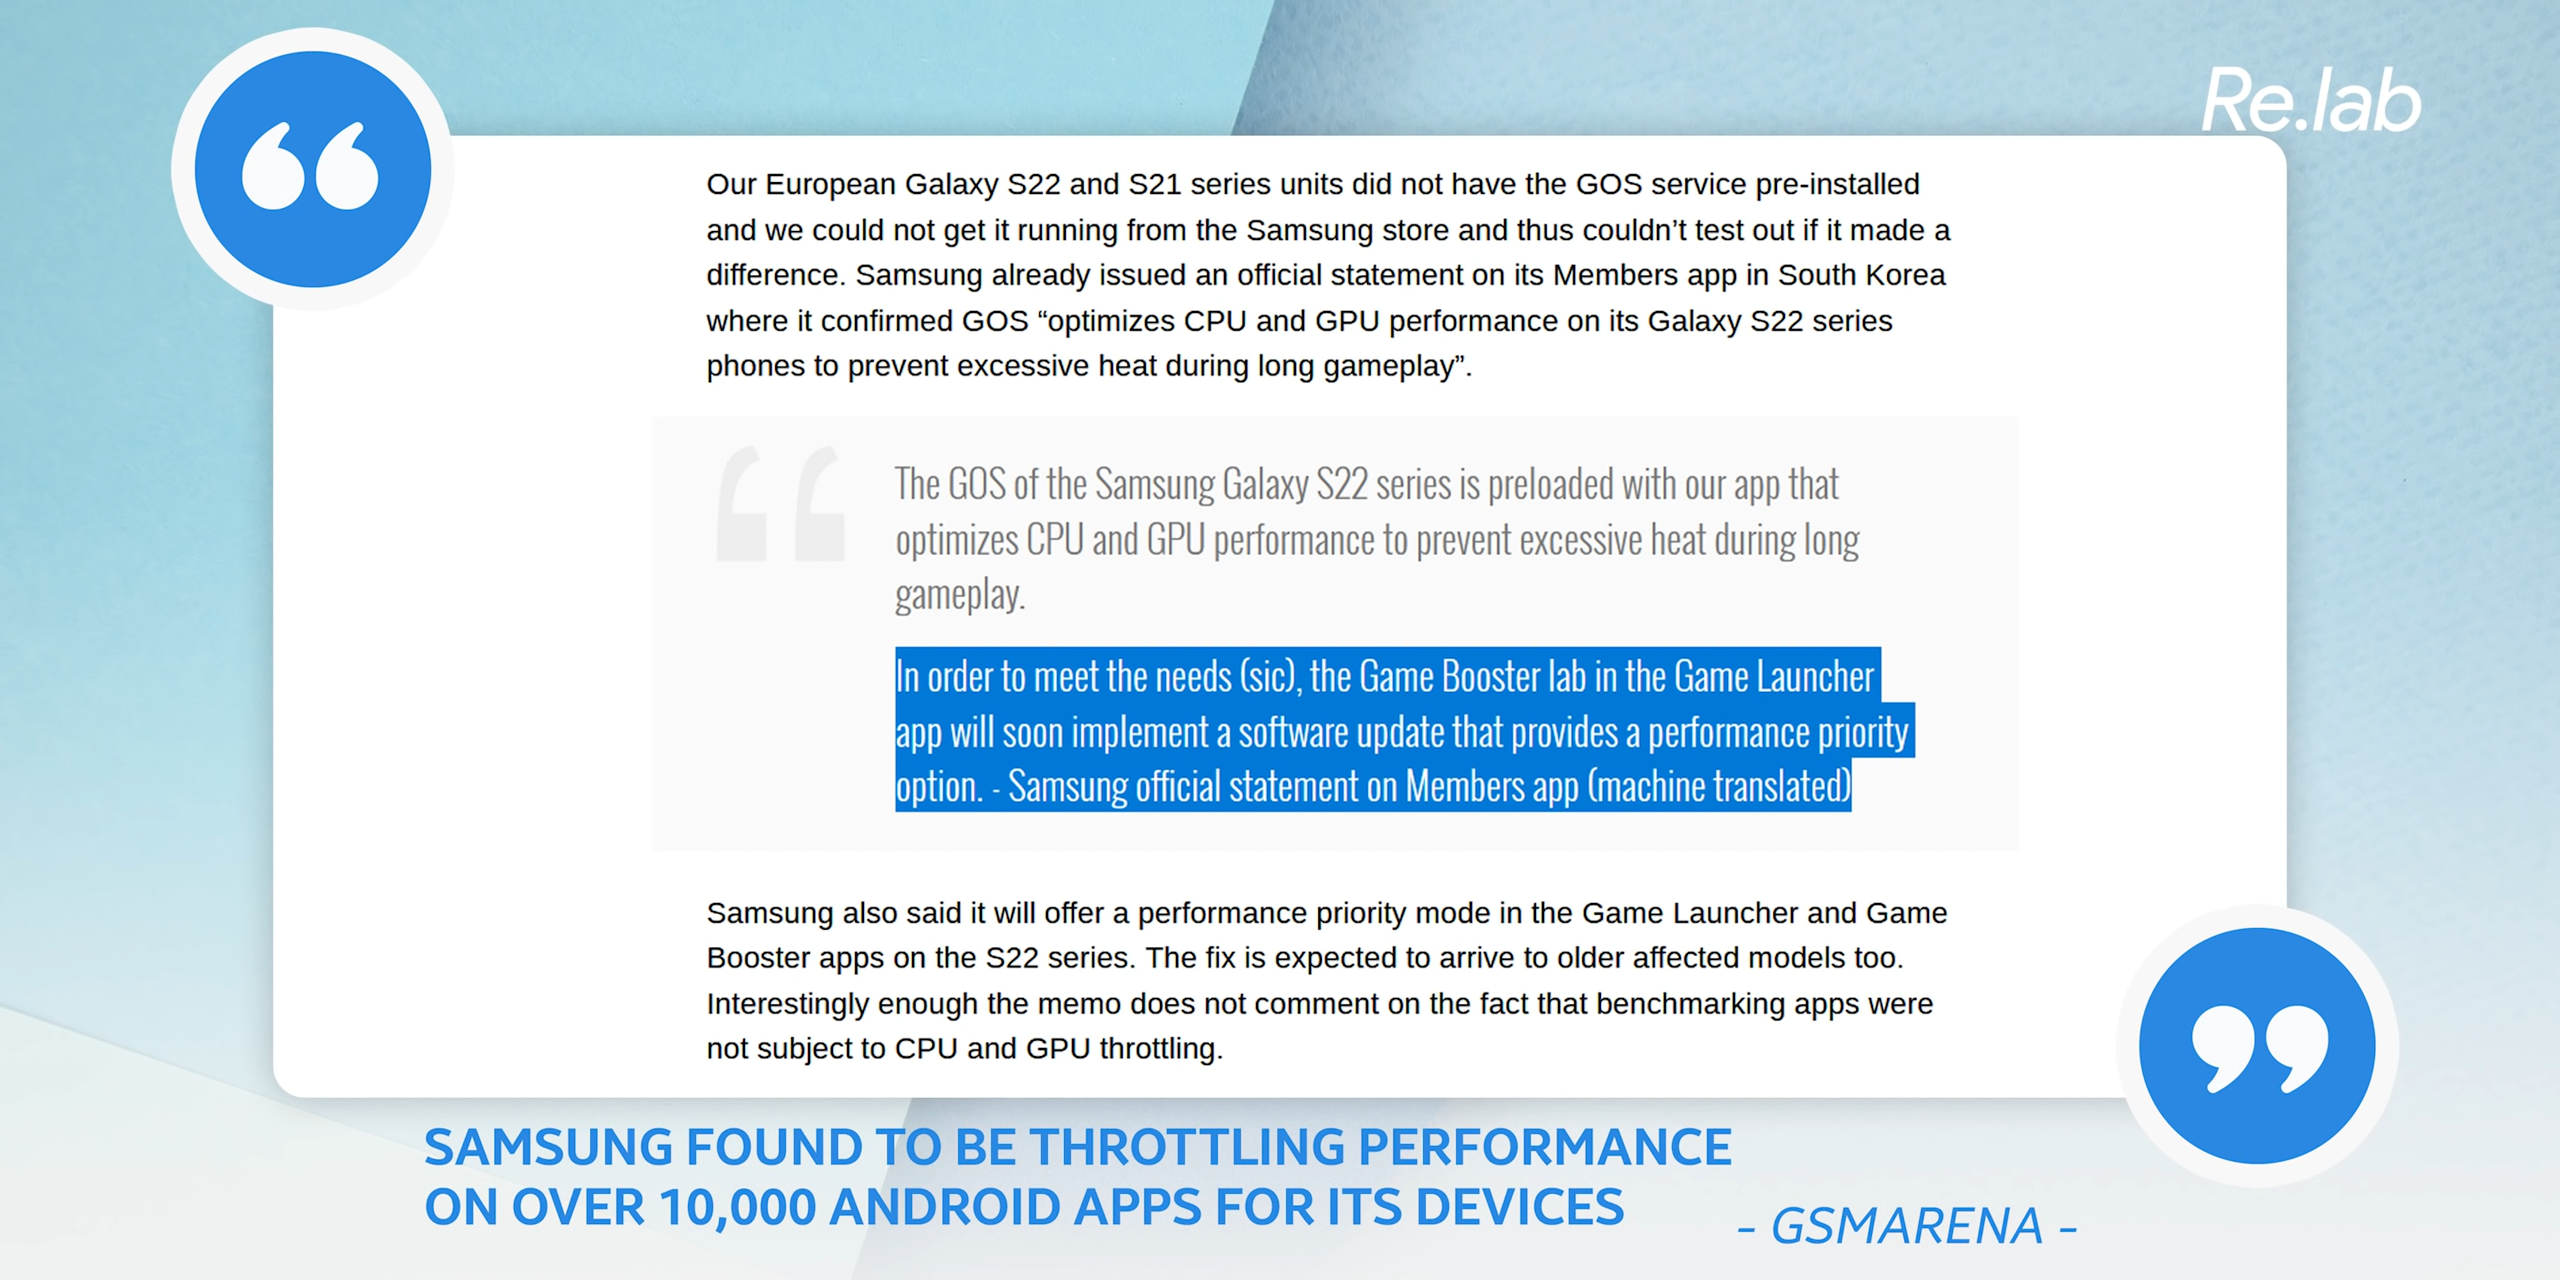 Re.lab
Our European Galaxy S22 and S21 series units did not have the GOS service pre-installed
and we could not get it running from the Samsung store and thus couldn’t test out if it made a
difference. Samsung already issued an official statement on its Members app in South Korea
where it confirmed GOS “optimizes CPU and GPU performance on its Galaxy S22 series
phones to prevent excessive heat during long gameplay”.
The GOS of the Samsung Galaxy S22 series is preloaded with our app that
optimizes CPU and GPU performance to prevent excessive heat during long
gameplay.
In order to meet the needs (sic), the Game Booster lab in the Game Launcher
app will soon implement a software update that provides a performance priority
option. - Samsung official statement on Members app (machine translated)
Samsung also said it will offer a performance priority mode in the Game Launcher and Game
Booster apps on the S22 series. The fix is expected to arrive to older affected models too.
Interestingly enough the memo does not comment on the fact that benchmarking apps were
not subject to CPU and GPU throttling.
SAMSUNG FOUND TO BE THROTTLING PERFORMANCE
ON OVER 10,000 ANDROID APPS FOR ITS DEVICES
- GSMARENA -